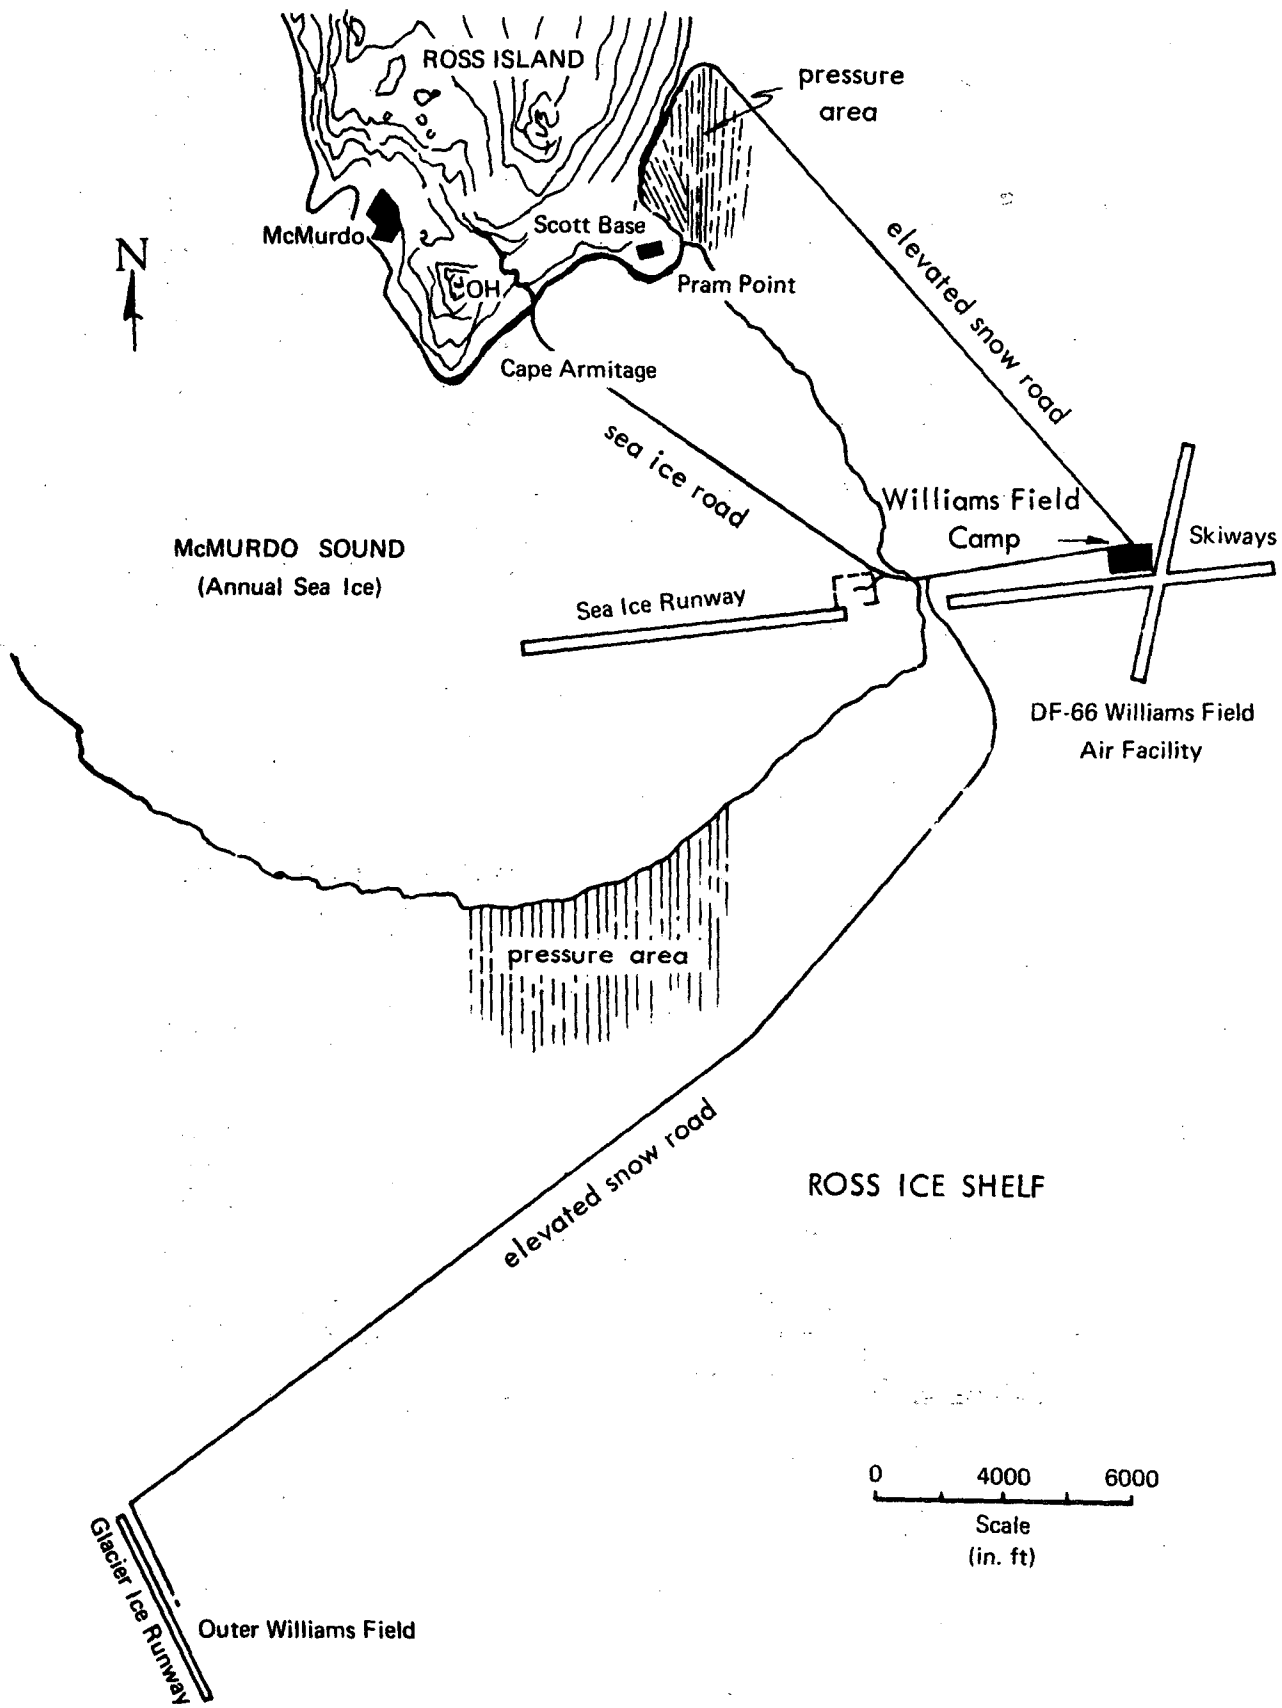 ROSS ISLAND
pressure
area
McMurdo
Scott Base
N
OH
Pram Point
elevated snow road
Cape Armitage
sea ice road
Williams Field
Camp
Skiways
McMURDO SOUND
(Annual Sea Ice)
Sea Ice Runway
DF-66 Williams Field
Air Facility
pressure area
elevated snow road
ROSS ICE SHELF
0 4000 6000
Scale
(in. ft)
Glacier Ice Runway
Outer Williams Field